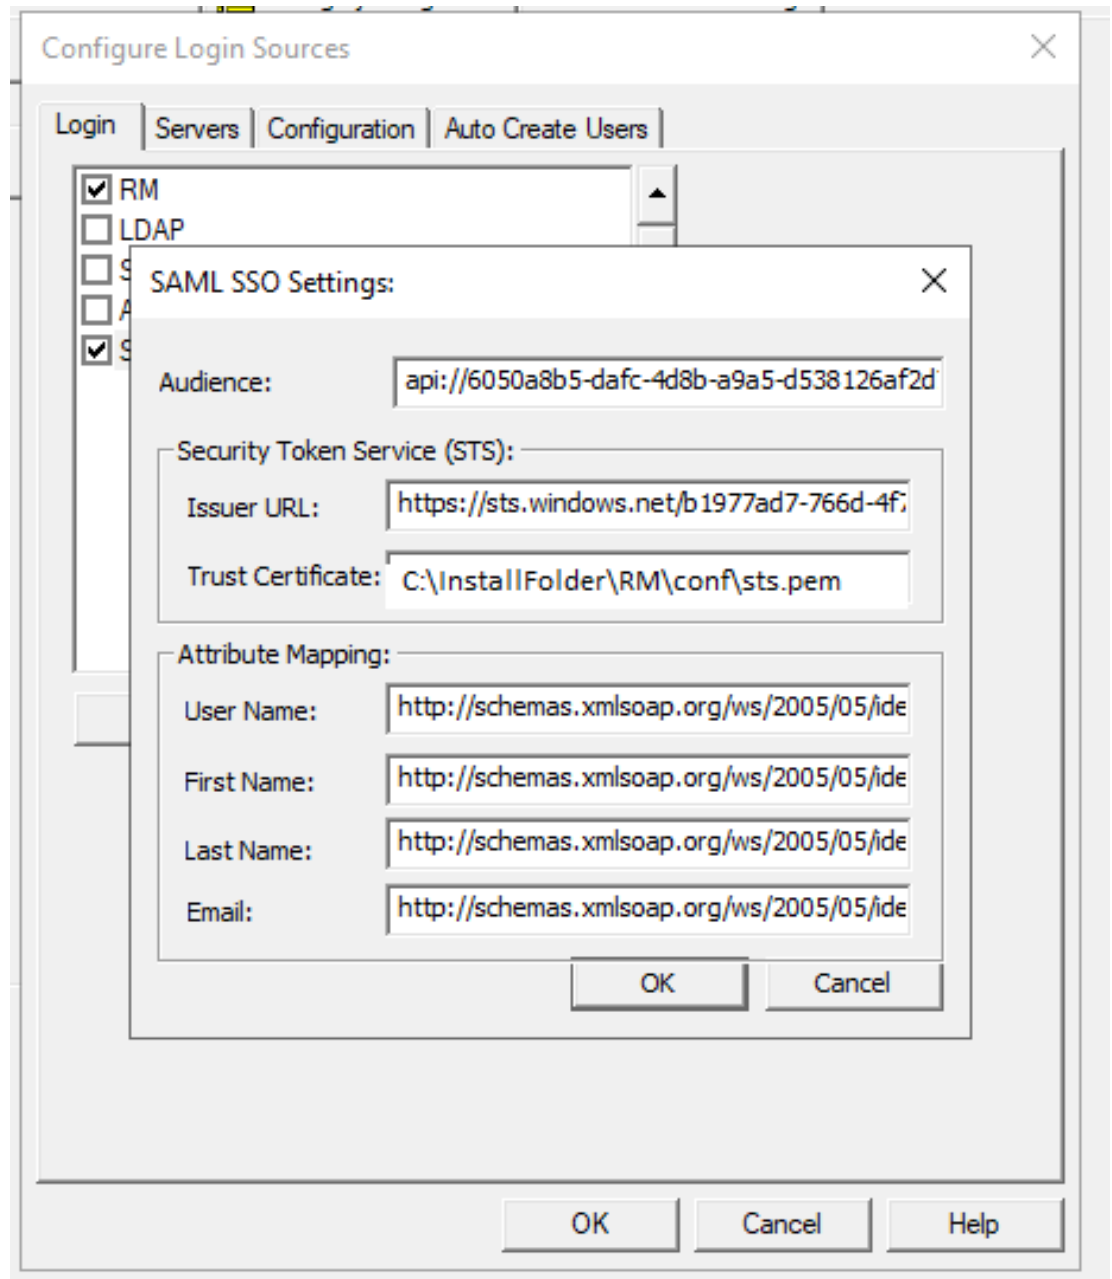 Configure Login Sources
Login Servers Configuration Auto Create Users
RM
LDAP
SAML SSO Settings:
Audience: api://6050a8b5-dafc-4d8b-a9a5-d538126af2d
Security Token Service (STS):
Issuer URL: https://sts.windows.net/b1977ad7-766d-4f7
Trust Certificate: C:\InstallFolder\RM\conf\sts.pem
Attribute Mapping:
User Name: http://schemas.xmlsoap.org/ws/2005/05/ide
First Name: http://schemas.xmlsoap.org/ws/2005/05/ide
Last Name: http://schemas.xmlsoap.org/ws/2005/05/ide
Email: http://schemas.xmlsoap.org/ws/2005/05/ide
OK Cancel
OK Cancel Help